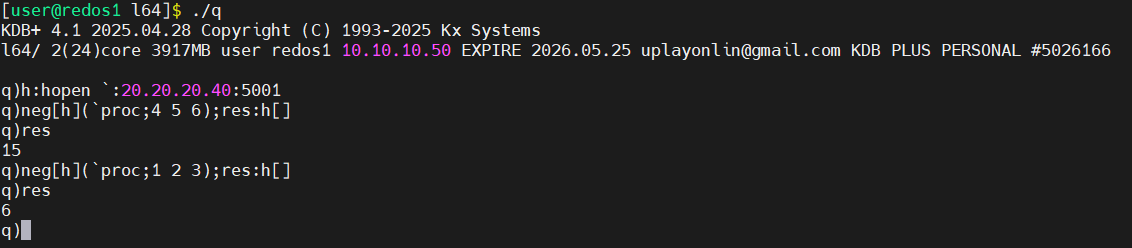 [user@redos1 l64]$ ./q
KDB+ 4.1 2025.04.28 Copyright (C) 1993-2025 Kx Systems
l64/ 2(24)core 3917MB user redos1 10.10.10.50 EXPIRE 2026.05.25 uplayonlin@gmail.com KDB PLUS PERSONAL #5026166

q)h:hopen `:20.20.20.40:5001
q)neg[h](`proc;4 5 6);res:h[]
q)res
15
q)neg[h](`proc;1 2 3);res:h[]
q)res
6
q)